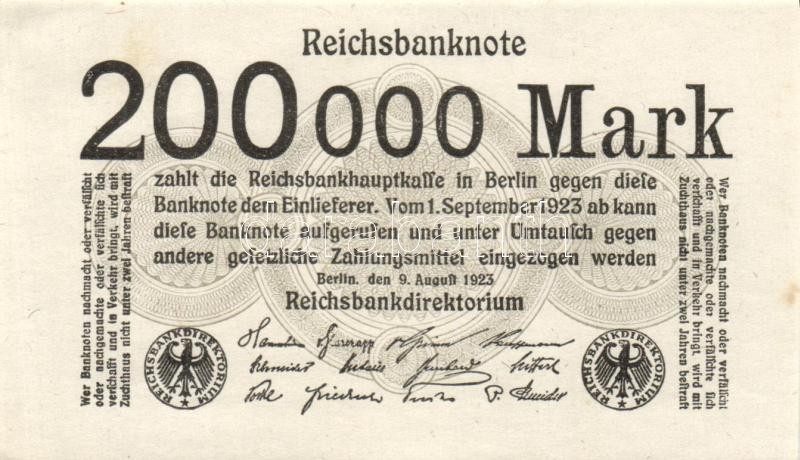 Reichsbanknote
200000 Mark
zahlt die Reichsbankhauptkasse in Berlin gegen diese
Banknote dem Einlieferer. Vom 1. September 1923 ab kann
diese Banknote aufgerufen und unter Umtausch gegen
andere gesetzliche Zahlungsmittel eingezogen werden
Berlin, den 9. August 1923
Reichsbankdirektorium
Wer Banknoten nachmacht oder verfälscht
oder nachgemachte oder verfälschte sich
verschafft und in Verkehr bringt, wird mit
Zuchthaus nicht unter zwei Jahren bestraft
Wer Banknoten nachmacht oder verfälscht
oder nachgemachte oder verfälschte sich
verschafft und in Verkehr bringt, wird mit
Zuchthaus nicht unter zwei Jahren bestraft
REICHSBANKDIREKTORIUM
REICHSBANKDIREKTORIUM